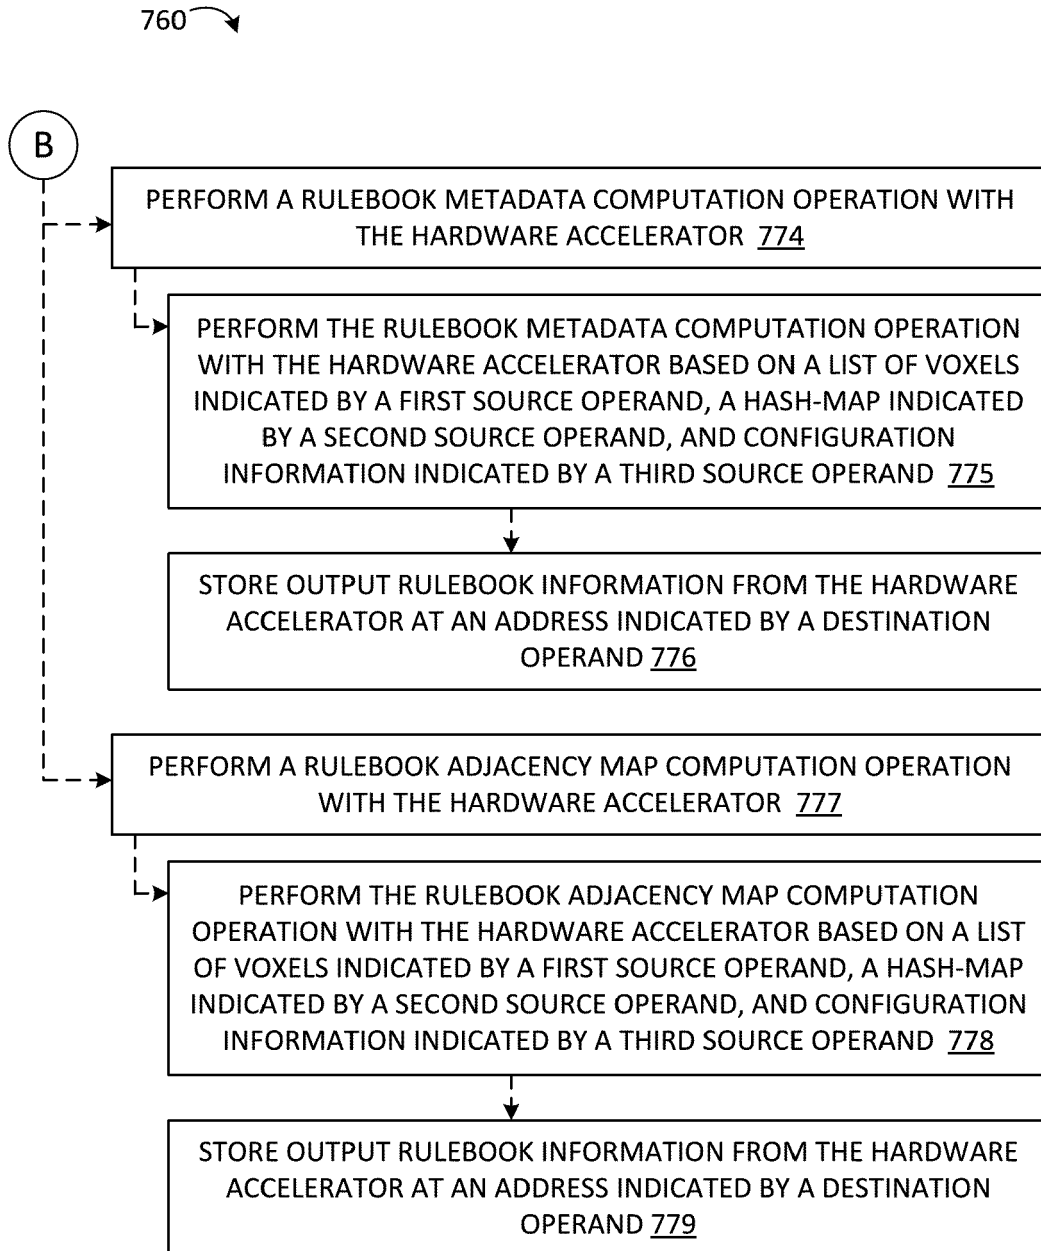 760
B
PERFORM A RULEBOOK METADATA COMPUTATION OPERATION WITH
THE HARDWARE ACCELERATOR 774
PERFORM THE RULEBOOK METADATA COMPUTATION OPERATION
WITH THE HARDWARE ACCELERATOR BASED ON A LIST OF VOXELS
INDICATED BY A FIRST SOURCE OPERAND, A HASH-MAP INDICATED
BY A SECOND SOURCE OPERAND, AND CONFIGURATION
INFORMATION INDICATED BY A THIRD SOURCE OPERAND 775
STORE OUTPUT RULEBOOK INFORMATION FROM THE HARDWARE
ACCELERATOR AT AN ADDRESS INDICATED BY A DESTINATION
OPERAND 776
PERFORM A RULEBOOK ADJACENCY MAP COMPUTATION OPERATION
WITH THE HARDWARE ACCELERATOR 777
PERFORM THE RULEBOOK ADJACENCY MAP COMPUTATION
OPERATION WITH THE HARDWARE ACCELERATOR BASED ON A LIST
OF VOXELS INDICATED BY A FIRST SOURCE OPERAND, A HASH-MAP
INDICATED BY A SECOND SOURCE OPERAND, AND CONFIGURATION
INFORMATION INDICATED BY A THIRD SOURCE OPERAND 778
STORE OUTPUT RULEBOOK INFORMATION FROM THE HARDWARE
ACCELERATOR AT AN ADDRESS INDICATED BY A DESTINATION
OPERAND 779